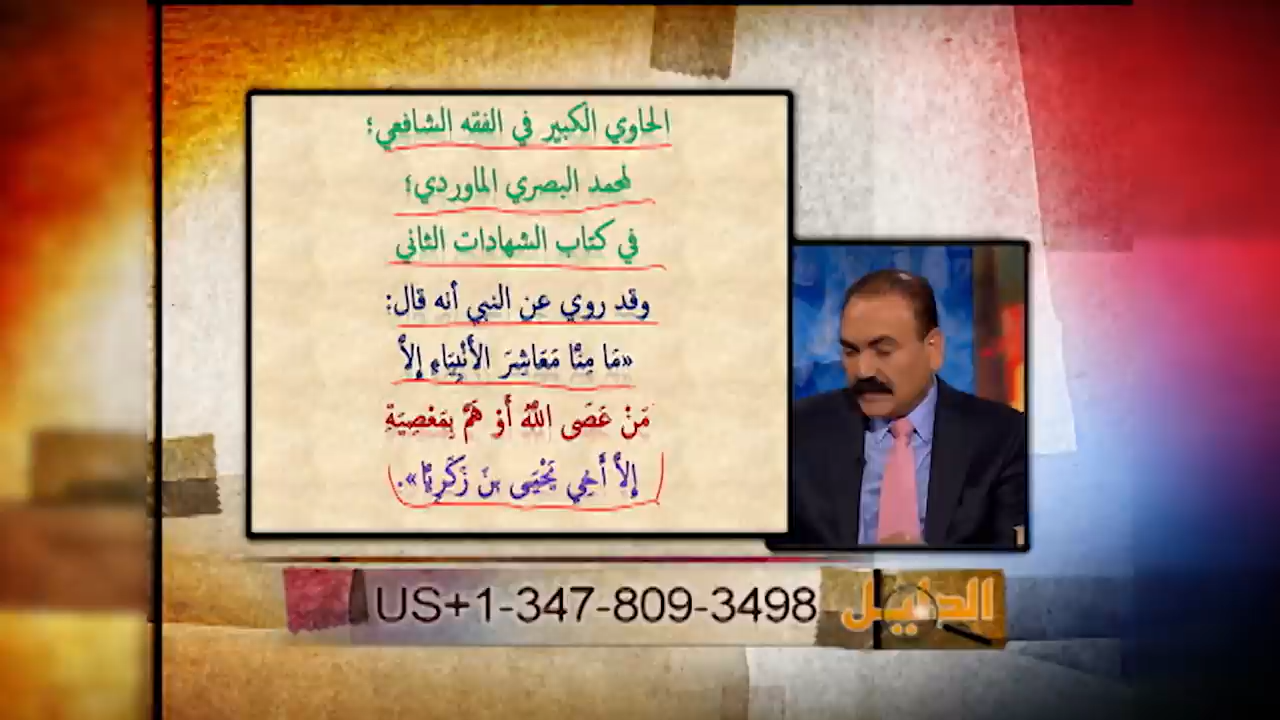 الحاوي الكبير في الفقه الشافعي؛
لمحمد البصري الماوردي؛
في كتاب الشهادات الثاني
وقد روي عن النبي أنه قال:
«مَا مِنَّا مَعَاشِرَ الأَنْبِيَاءِ إِلاَّ
مَنْ عَصَى اللَّهَ أَوْ هَمَّ بِمَعْصِيَةٍ
إِلاَّ أَخِي يَحْيَى بنَ زَكَرِيَّا».
US+1-347-809-3498
الدليل